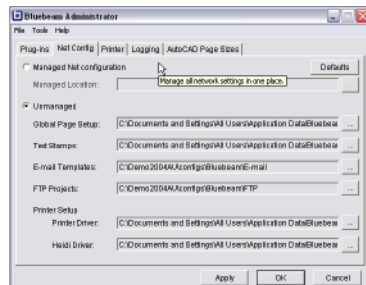 Bluebeam Administrator
File Tools Help
Plug-ins Net Config Printer Logging AutoCAD Page Sizes
Managed Net configuration
Defaults
Manage all network settings in one place.
Managed Location:
...
Unmanaged
Global Page Setup: C:\Documents and Settings\All Users\Application Data\Bluebeam ...
Text Stamps: C:\Documents and Settings\All Users\Application Data\Bluebeam ...
E-mail Templates: C:\Demo2004A\Atconfigs\Bluebeam\E-mail ...
FTP Projects: C:\Demo2004A\Atconfigs\Bluebeam\FTP ...
Printer Setup
Printer Driver: C:\Documents and Settings\All Users\Application Data\Bluebeam ...
Heidi Driver: C:\Documents and Settings\All Users\Application Data\Bluebeam ...
Apply OK Cancel